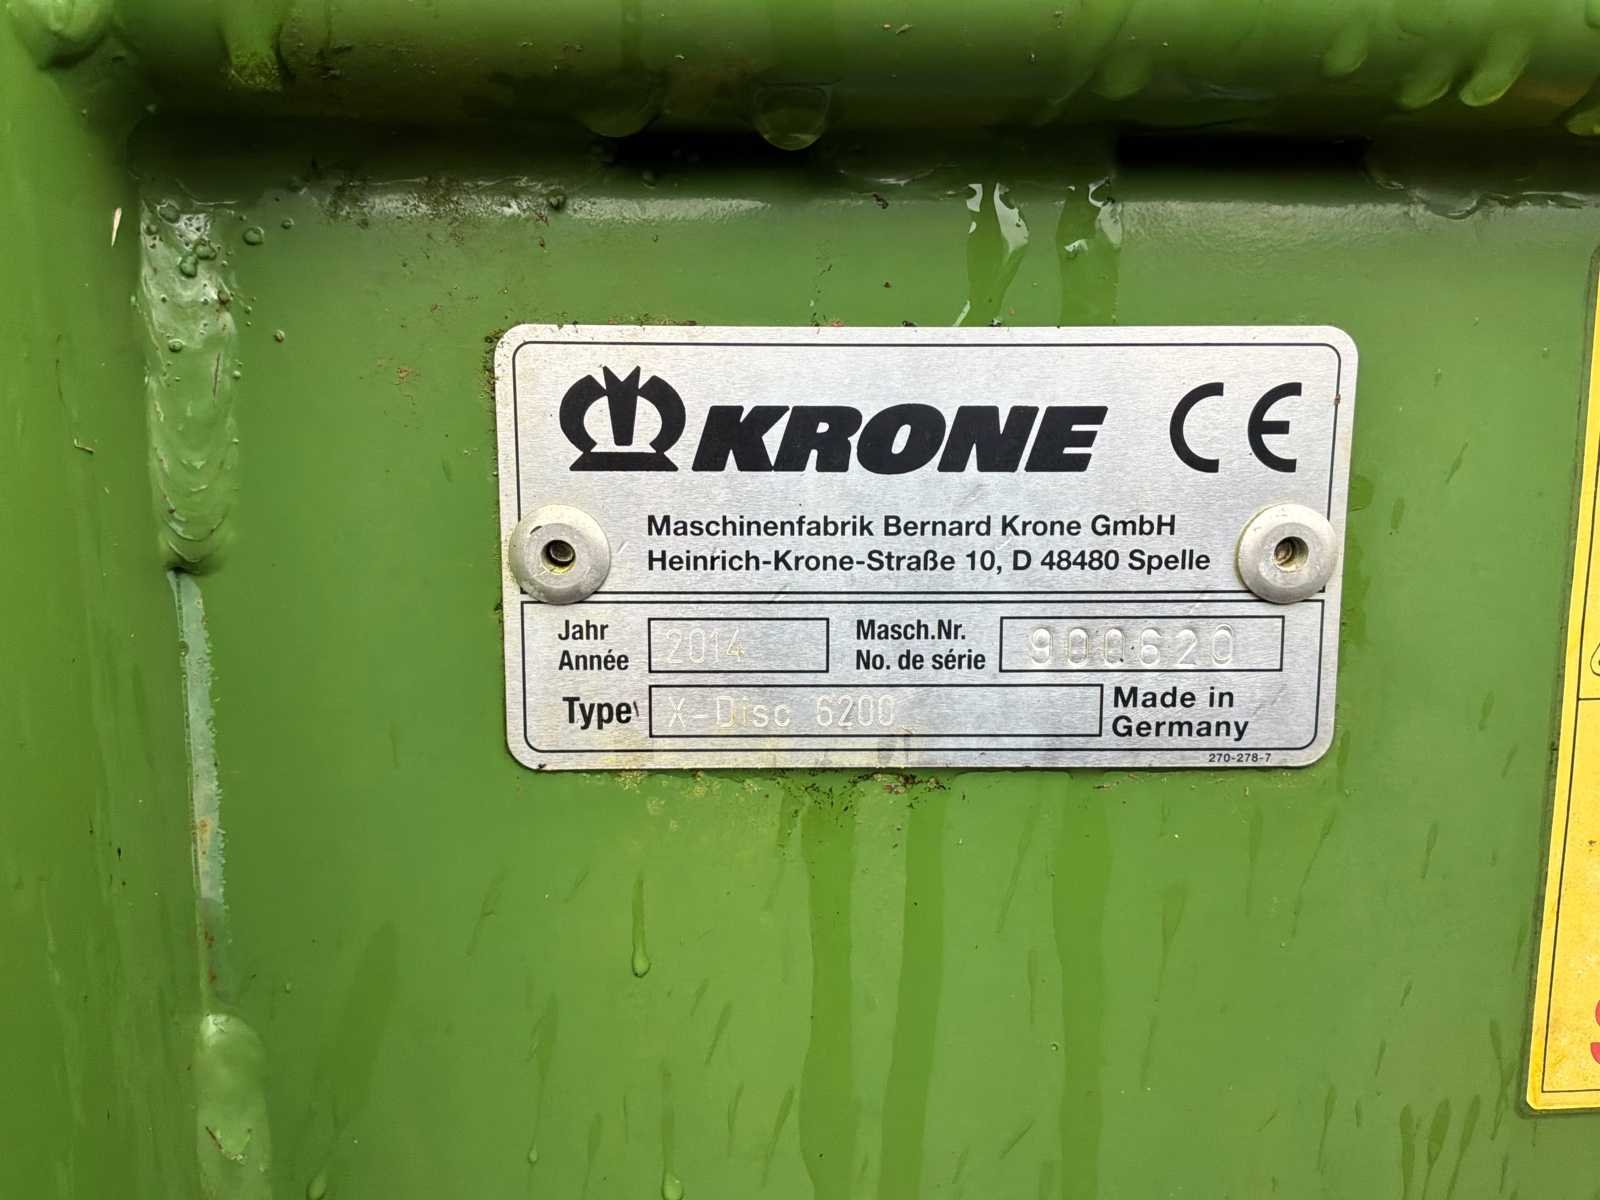 KRONE CE
Maschinenfabrik Bernard Krone GmbH
Heinrich-Krone-Straße 10, D 48480 Spelle
Jahr
Année
2014
Masch.Nr.
No. de série
900620
Type
X-Disc 6200
Made in
Germany
270-278-7